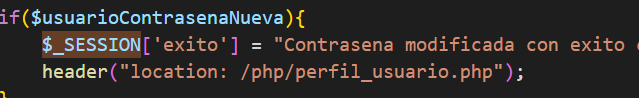 if($usuarioContrasenaNueva){
$_SESSION['exito'] = "Contrasena modificada con exito
header("location: /php/perfil_usuario.php");